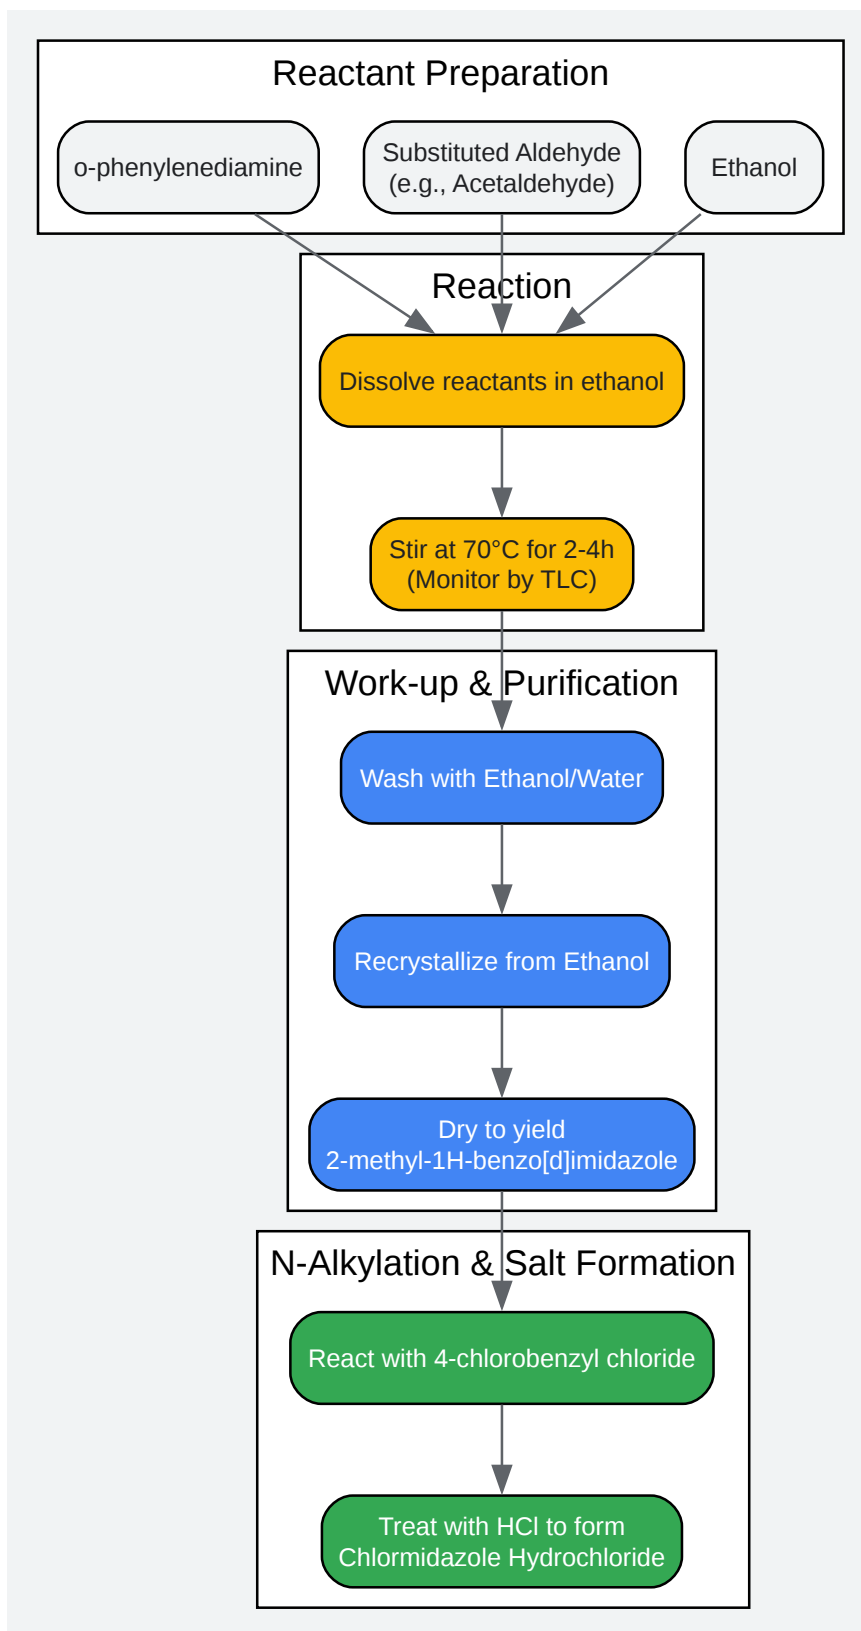 Reactant Preparation
o-phenylenediamine
Substituted Aldehyde
(e.g., Acetaldehyde)
Ethanol
Reaction
Dissolve reactants in ethanol
Stir at 70°C for 2-4h
(Monitor by TLC)
Work-up & Purification
Wash with Ethanol/Water
Recrystallize from Ethanol
Dry to yield
2-methyl-1H-benzo[d]imidazole
N-Alkylation & Salt Formation
React with 4-chlorobenzyl chloride
Treat with HCl to form
Chlormidazole Hydrochloride